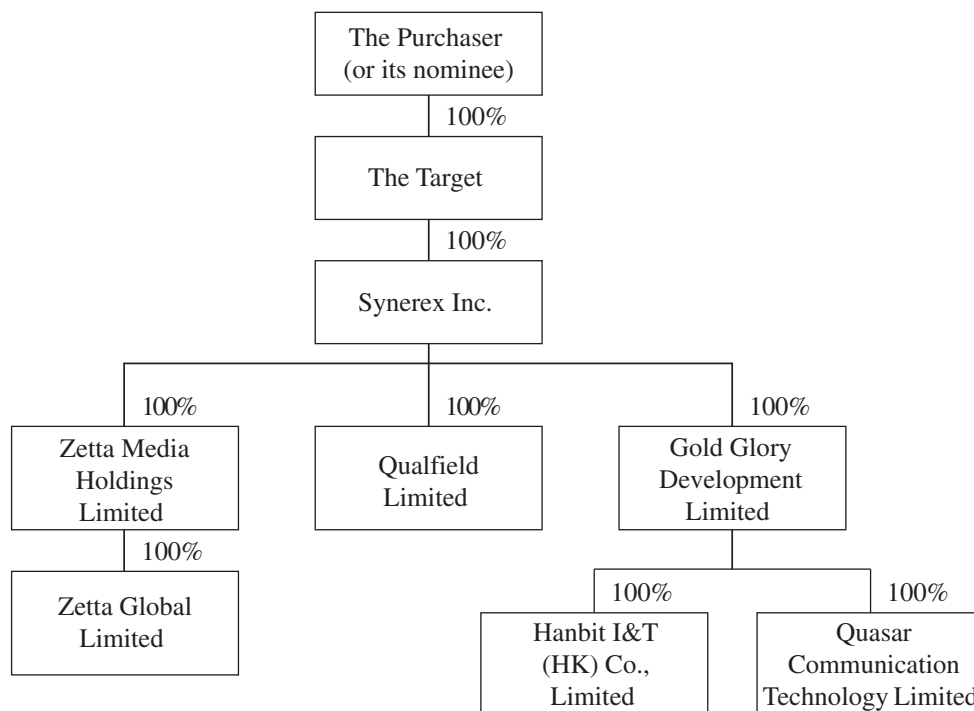 The Purchaser
(or its nominee)
100%
The Target
100%
Synerex Inc.
100%
100%
100%
Zetta Media
Holdings
Limited
Qualfield
Limited
Gold Glory
Development
Limited
100%
Zetta Global
Limited
100%
100%
Hanbit I&T
(HK) Co.,
Limited
Quasar
Communication
Technology Limited